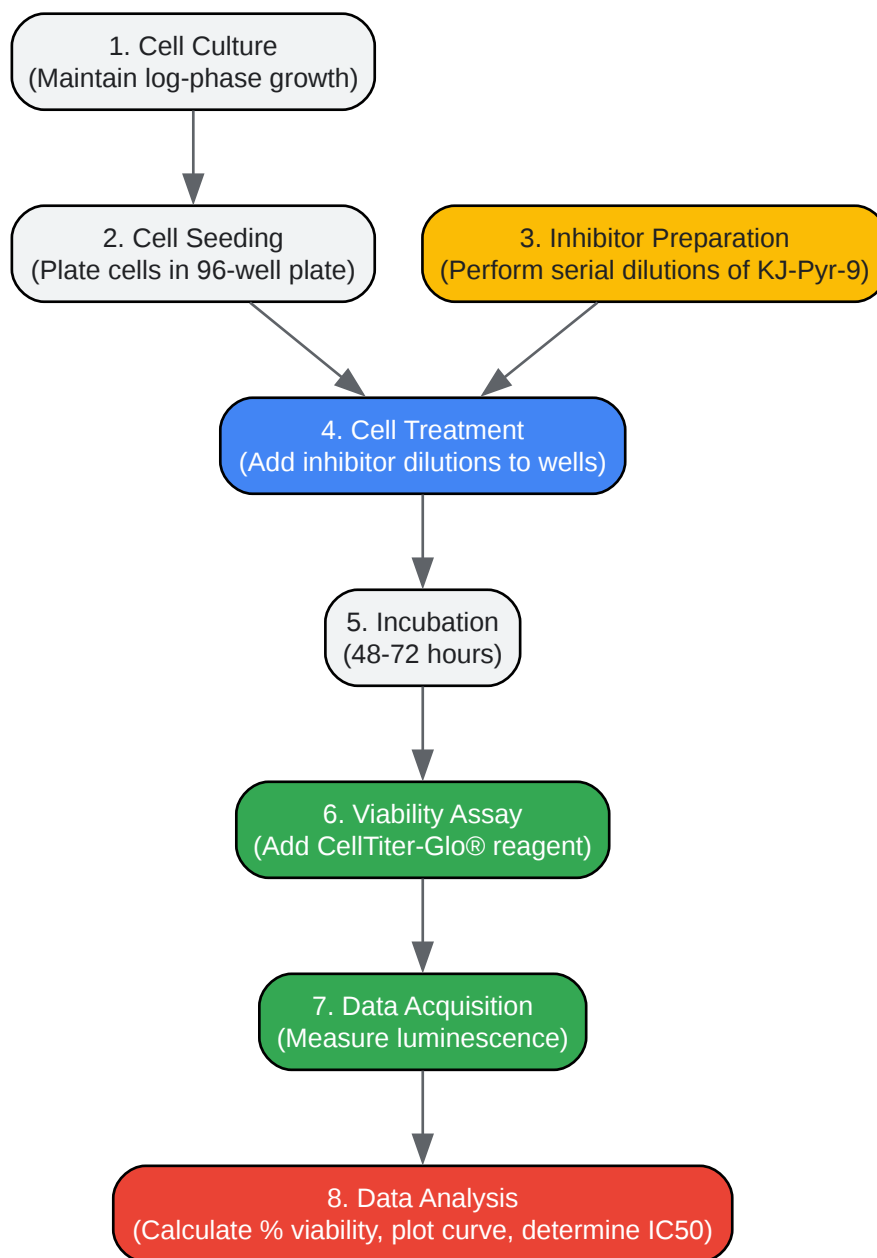 1. Cell Culture
(Maintain log-phase growth)
2. Cell Seeding
(Plate cells in 96-well plate)
3. Inhibitor Preparation
(Perform serial dilutions of KJ-Pyr-9)
4. Cell Treatment
(Add inhibitor dilutions to wells)
5. Incubation
(48-72 hours)
6. Viability Assay
(Add CellTiter-Glo® reagent)
7. Data Acquisition
(Measure luminescence)
8. Data Analysis
(Calculate % viability, plot curve, determine IC50)